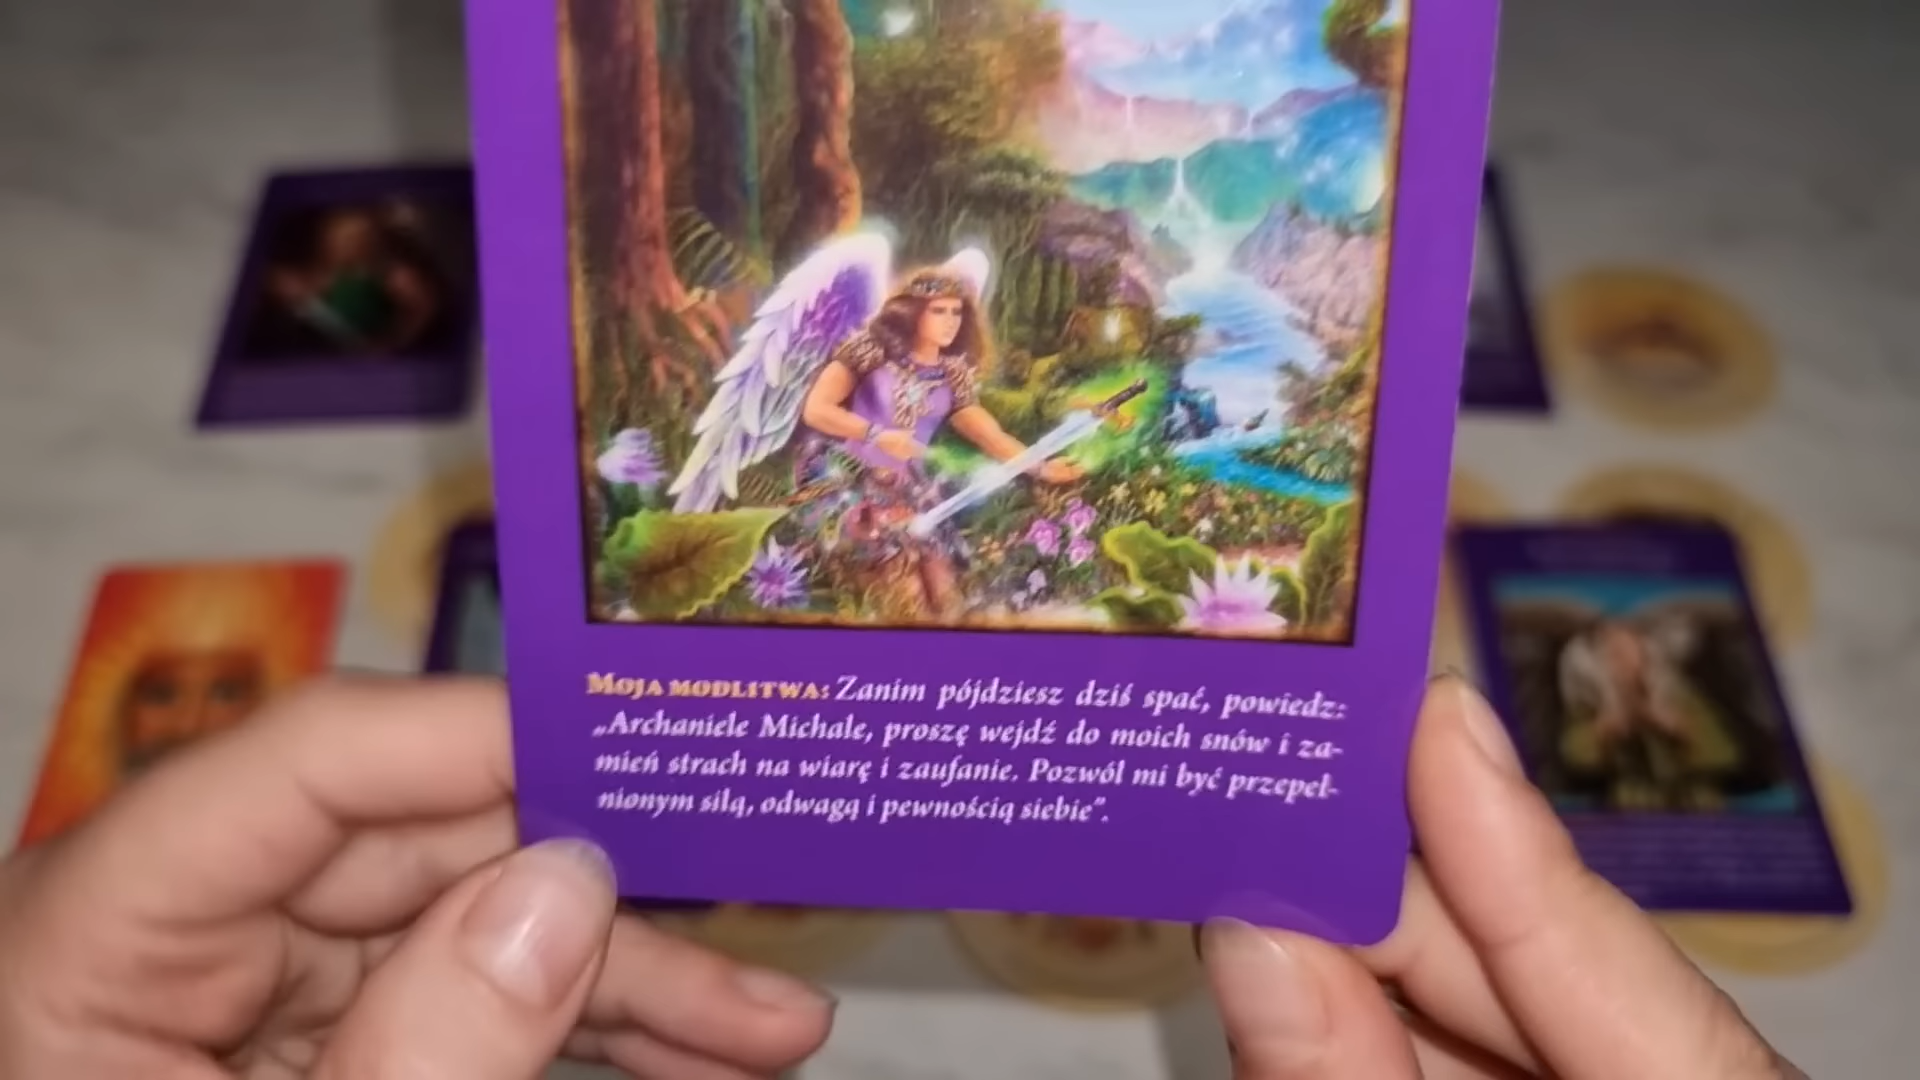 MOJA MODLITWA: Zanim pójdziesz dziś spać, powiedz:
„Archaniele Michale, proszę wejdź do moich snów i za-
mień strach na wiarę i zaufanie. Pozwól mi być przepeł-
nionym siłą, odwagą i pewnością siebie”.